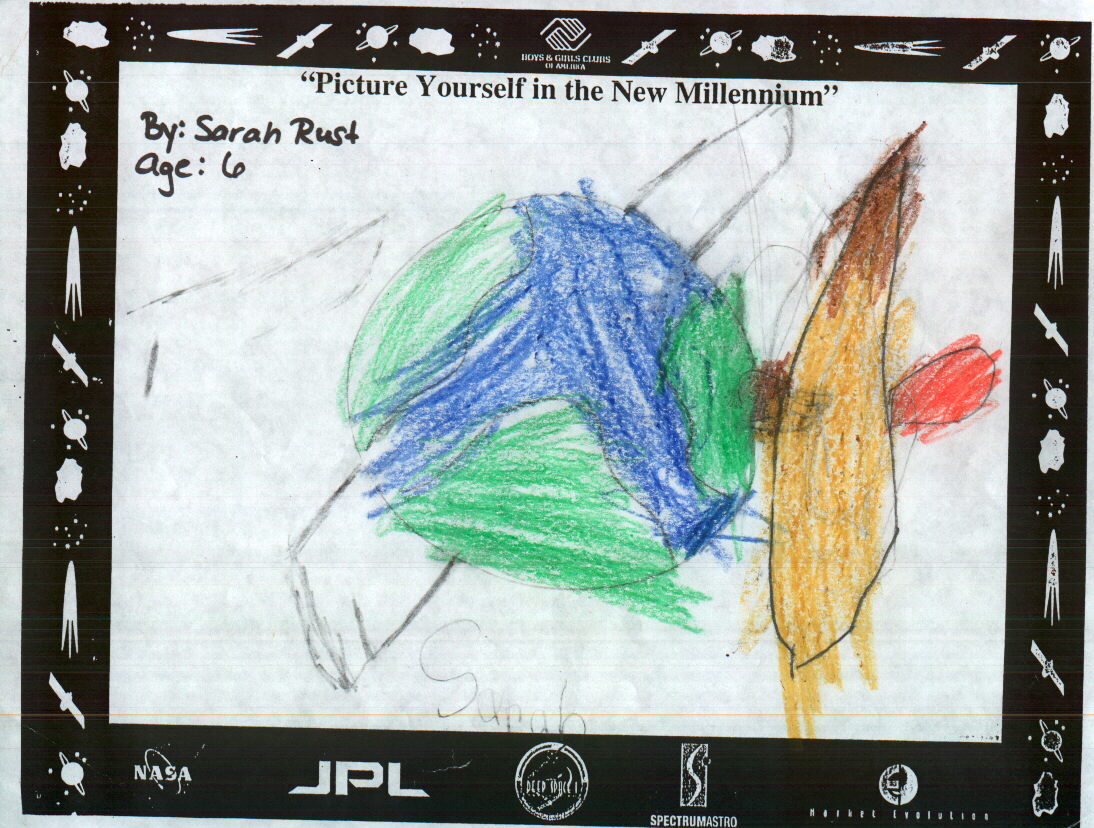 BOYS & GIRLS CLUBS
OF AMERICA
“Picture Yourself in the New Millennium”
By: Sarah Rust
Age: 6
Sarah
NASA
JPL
DEEP SPACE 1
SPECTRUMASTRO
Market Evolution